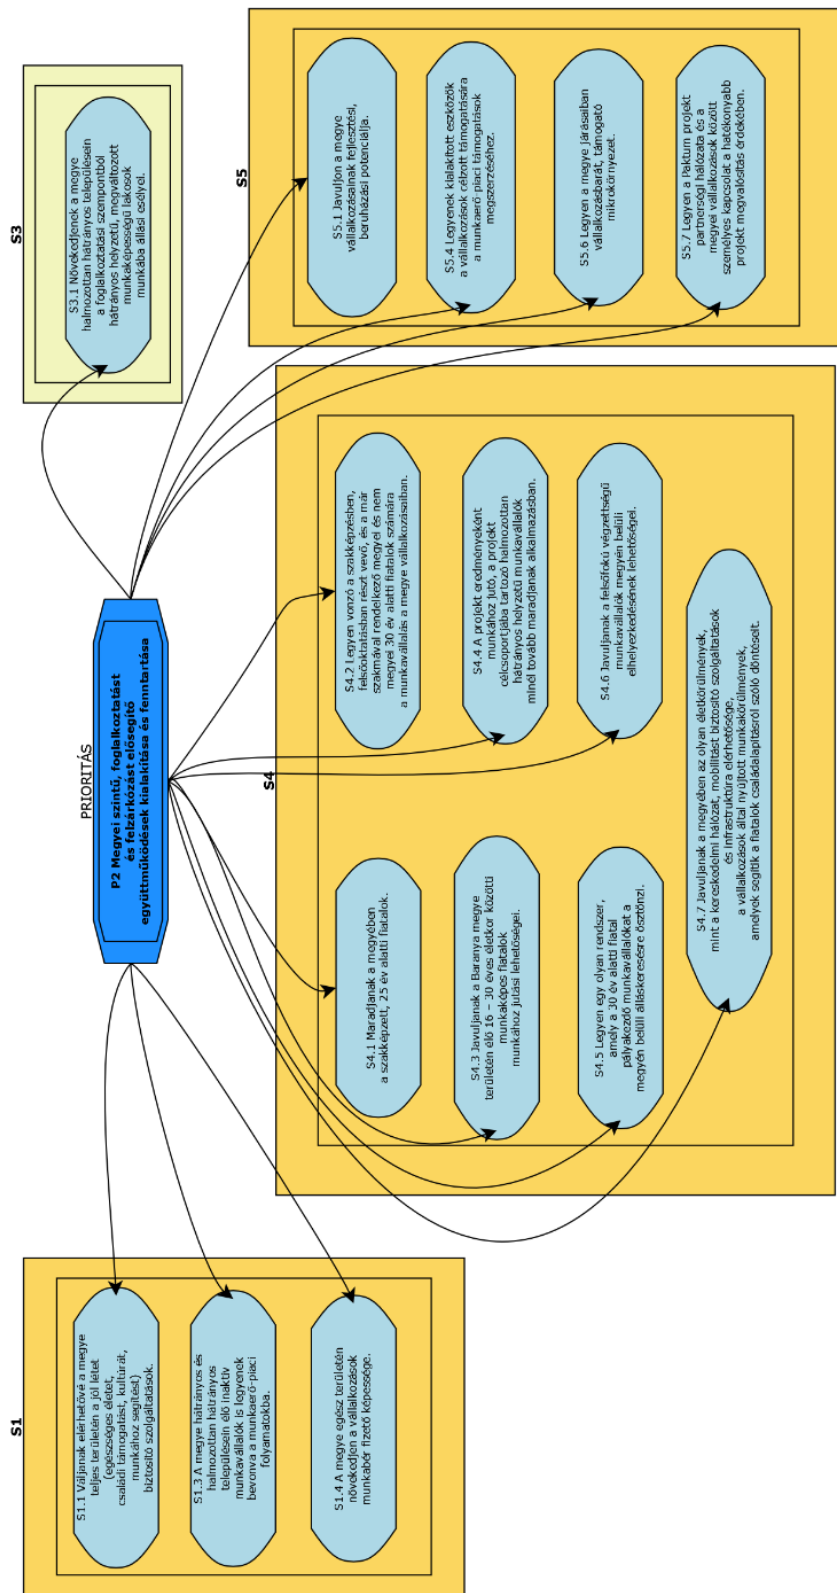 PRIORITÁS
P2 Megyei szintű, foglalkoztatást
és felzárkózást elősegítő
együttműködések kialakítása és fenntartása
S1
S1.1 Váljanak elérhetővé a megye
teljes területén a jól létet
(egészséges életet,
családi támogatást, kultúrát,
munkához segítést)
biztosító szolgáltatások.
S1.3 A megye hátrányos és
halmozottan hátrányos
településein élő inaktív
munkavállalók is legyenek
bevonva a munkaerő-piaci
folyamatokba.
S1.4 A megye egész területén
növekedjen a vállalkozások
munkabér fizető képessége.
S4
S4.1 Maradjanak a megyében
a szakképzett, 25 év alatti fiatalok.
S4.2 Legyen vonzó a szakképzésben,
felsőoktatásban részt vevő, és a már
szakmával rendelkező megyei és nem
megyei 30 év alatti fiatalok számára
a munkavállalás a megye vállalkozásaiban.
S4.3 Javuljanak a Baranya megye
területén élő 16 – 30 éves életkor közötti
munkaképes fiatalok
munkához jutási lehetőségei.
S4.4 A projekt eredményeként
munkához jutó, a projekt
célcsoportjába tartozó halmozottan
hátrányos helyzetű munkavállalók
minél tovább maradjanak alkalmazásban.
S4.5 Legyen egy olyan rendszer,
amely a 30 év alatti fiatal
pályakezdő munkavállalókat a
megyén belüli álláskeresésre ösztönzi.
S4.6 Javuljanak a felsőfokú végzettségű
munkavállalók megyén belüli
elhelyezkedésének lehetőségei.
S4.7 Javuljanak a megyében az olyan életkörülmények,
mint a kereskedelmi hálózat, mobilitást biztosító szolgáltatások
és infrastruktúra elérhetősége,
a vállalkozások által nyújtott munkakörülmények,
amelyek segítik a fiatalok családalapításról szóló döntéseit.
S3
S3.1 Növekedjenek a megye
halmozottan hátrányos településein
a foglalkoztatási szempontból
hátrányos helyzetű, megváltozott
munkaképességű lakosok
munkába állási esélyei.
S5
S5.1 Javuljon a megye
vállalkozásainak fejlesztési,
beruházási potenciálja.
S5.4 Legyenek kialakított eszközök
a vállalkozások célzott támogatására
a munkaerő-piaci támogatások
megszerzéséhez.
S5.6 Legyen a megye járásaiban
vállalkozásbarát, támogató
mikrokörnyezet.
S5.7 Legyen a Paktum projekt
partnerségi hálózata és a
megyei vállalkozások között
személyes kapcsolat a hatékonyabb
projekt megvalósítás érdekében.